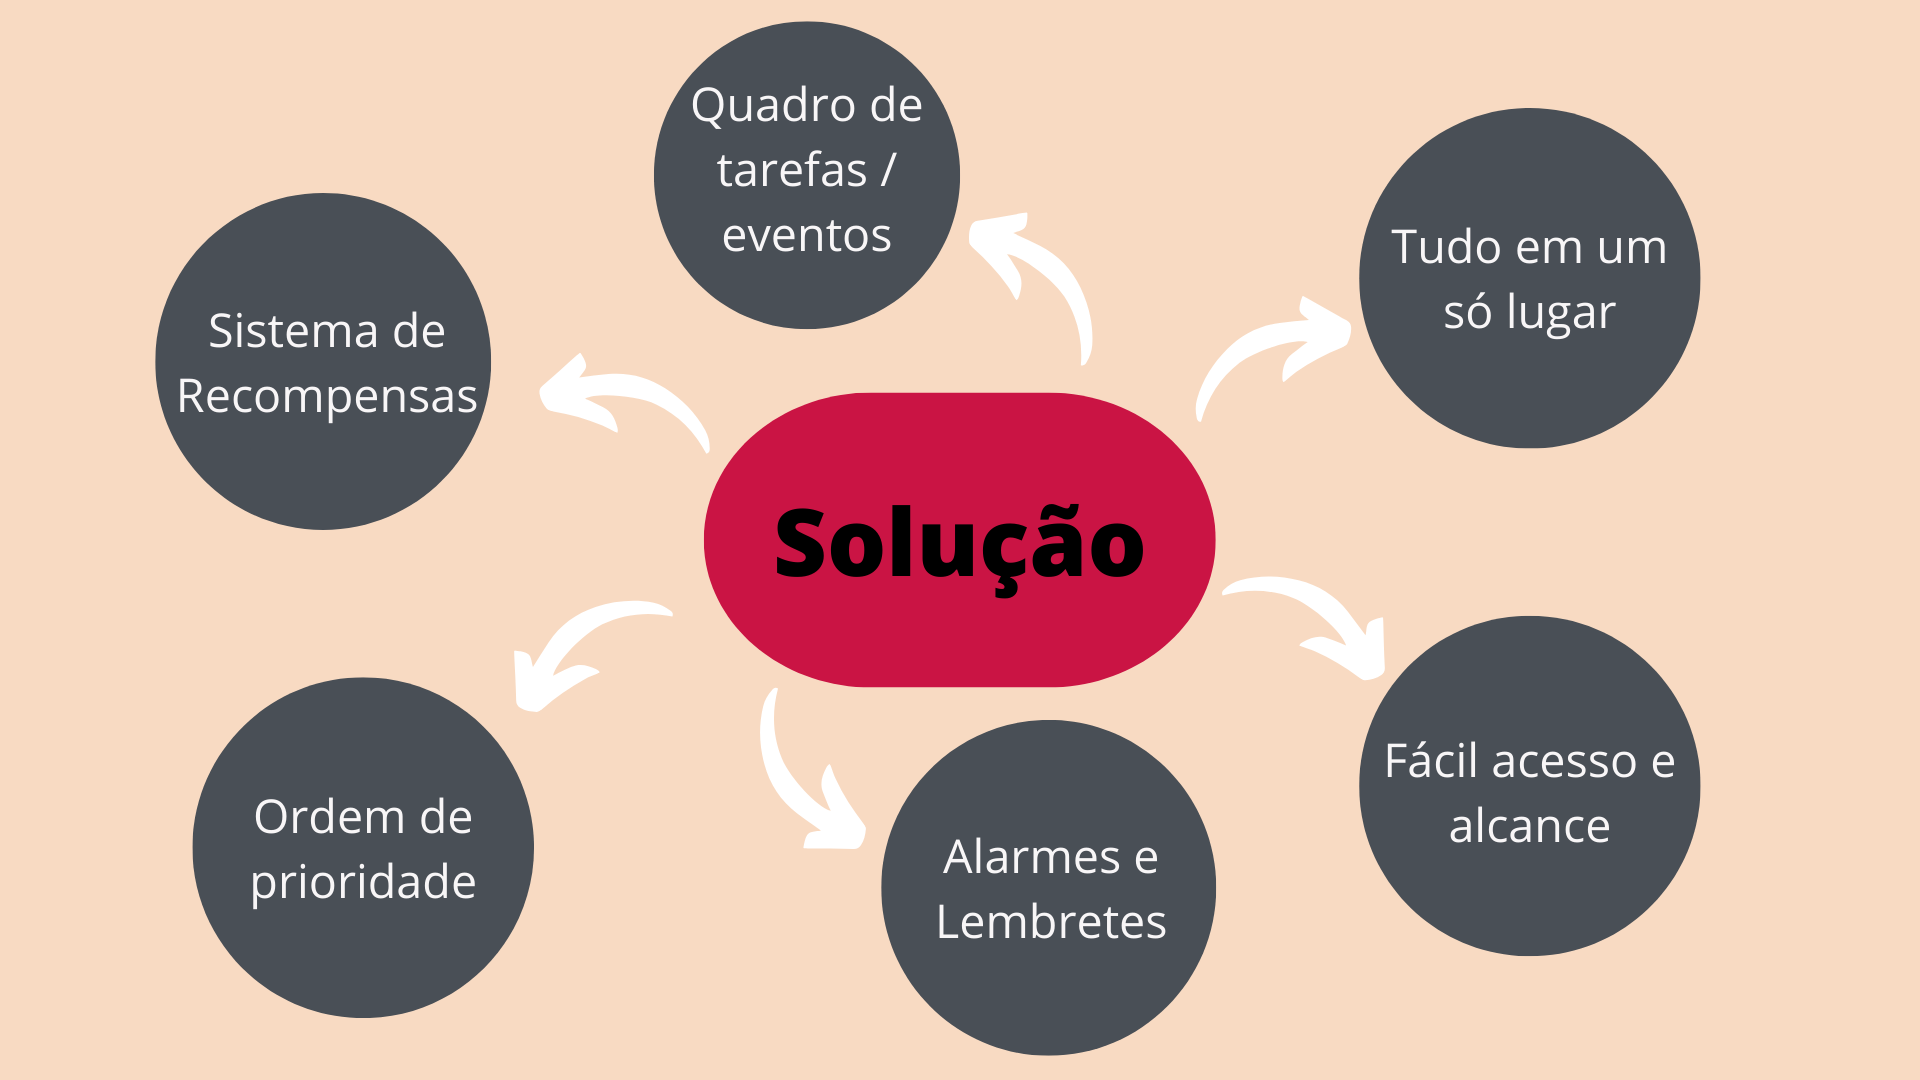 Quadro de
tarefas /
eventos
Tudo em um
só lugar
Sistema de
Recompensas
Solução
Fácil acesso e
alcance
Ordem de
prioridade
Alarmes e
Lembretes